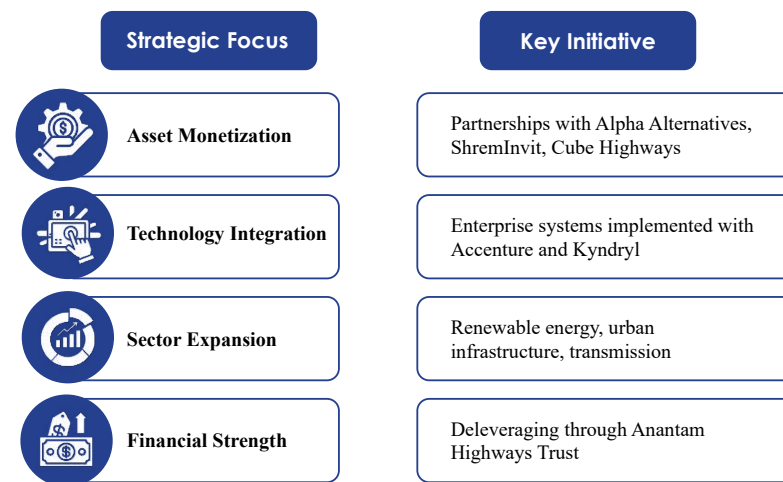 Strategic Focus
Key Initiative
Asset Monetization
Partnerships with Alpha Alternatives,
ShremInvit, Cube Highways
Technology Integration
Enterprise systems implemented with
Accenture and Kyndryl
Sector Expansion
Renewable energy, urban
infrastructure, transmission
Financial Strength
Deleveraging through Anantam
Highways Trust